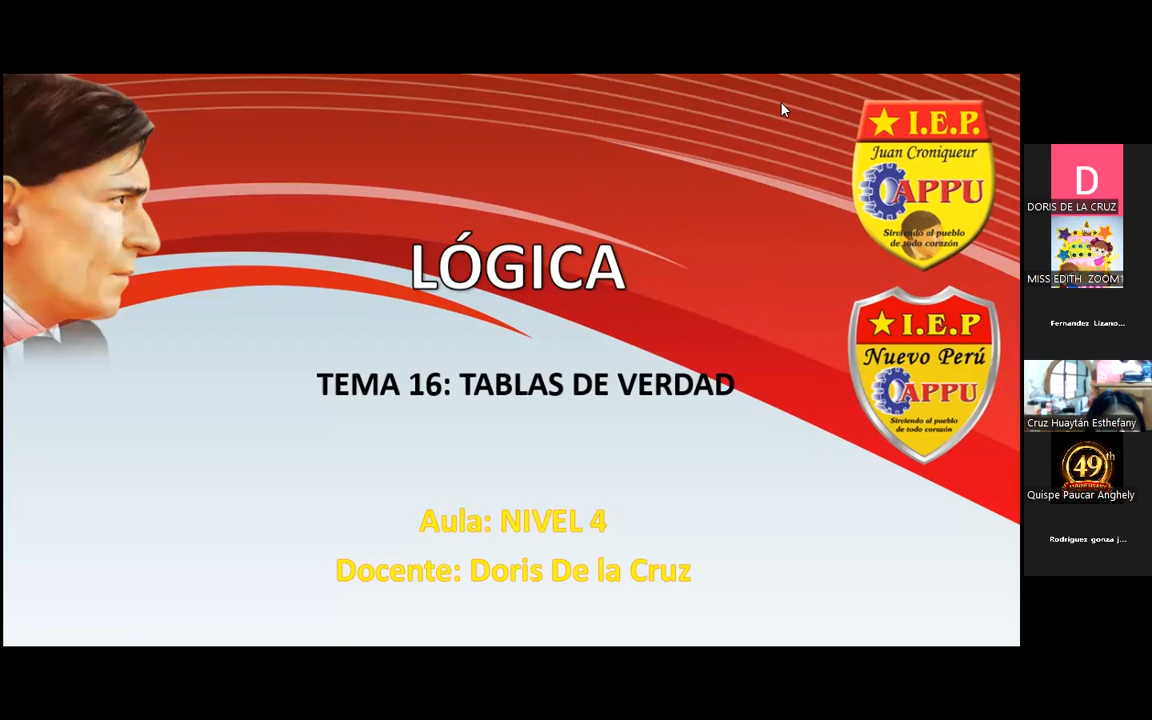 LÓGICA
TEMA 16: TABLAS DE VERDAD
Aula: NIVEL 4
Docente: Doris De la Cruz
I.E.P.
Juan Croniqueur
CAPPU
Sirviendo al pueblo
de todo corazón
I.E.P
Nuevo Perú
CAPPU
Sirviendo al pueblo
de todo corazón
D
DORIS DE LA CRUZ
MISS EDITH ZOOM1
Fernandez Lizano...
Cruz Huaytán Esthefany
49th
ANNIVERSARY
Quispe Paucar Anghely
Rodriguez gonza j...